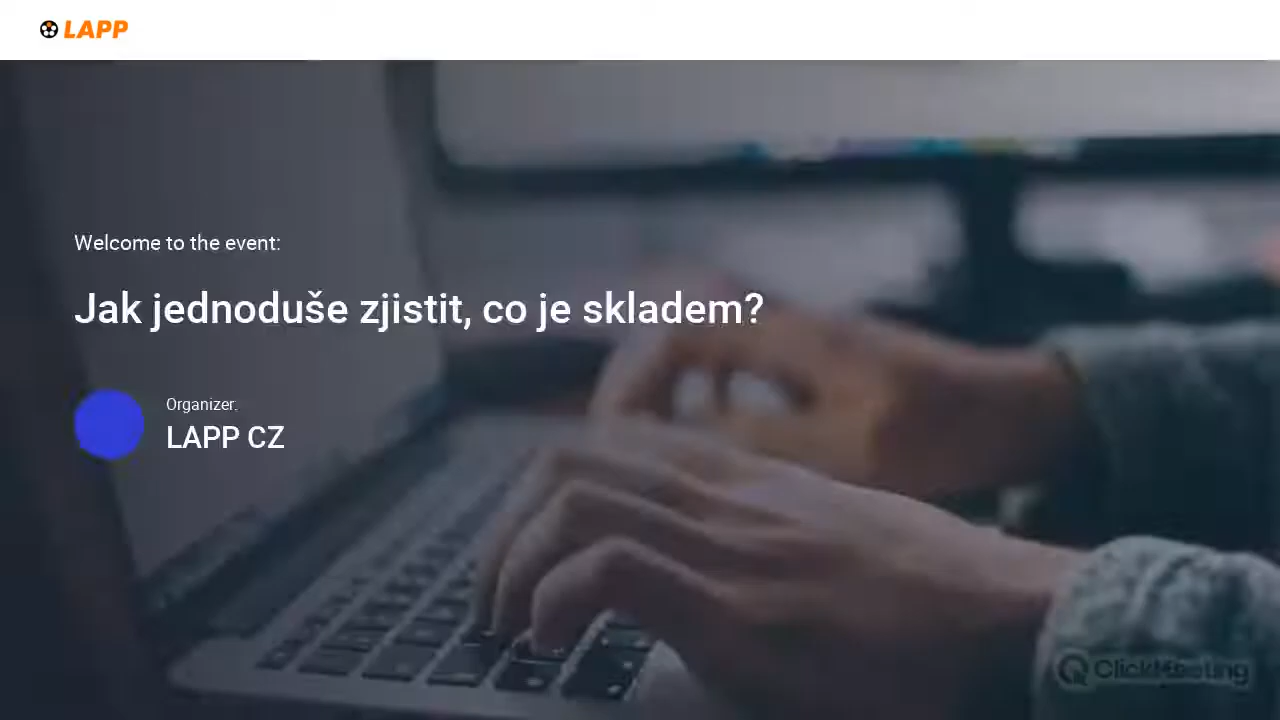 LAPP
Welcome to the event:
Jak jednoduše zjistit, co je skladem?
Organizer:
LAPP CZ
ClickMeeting